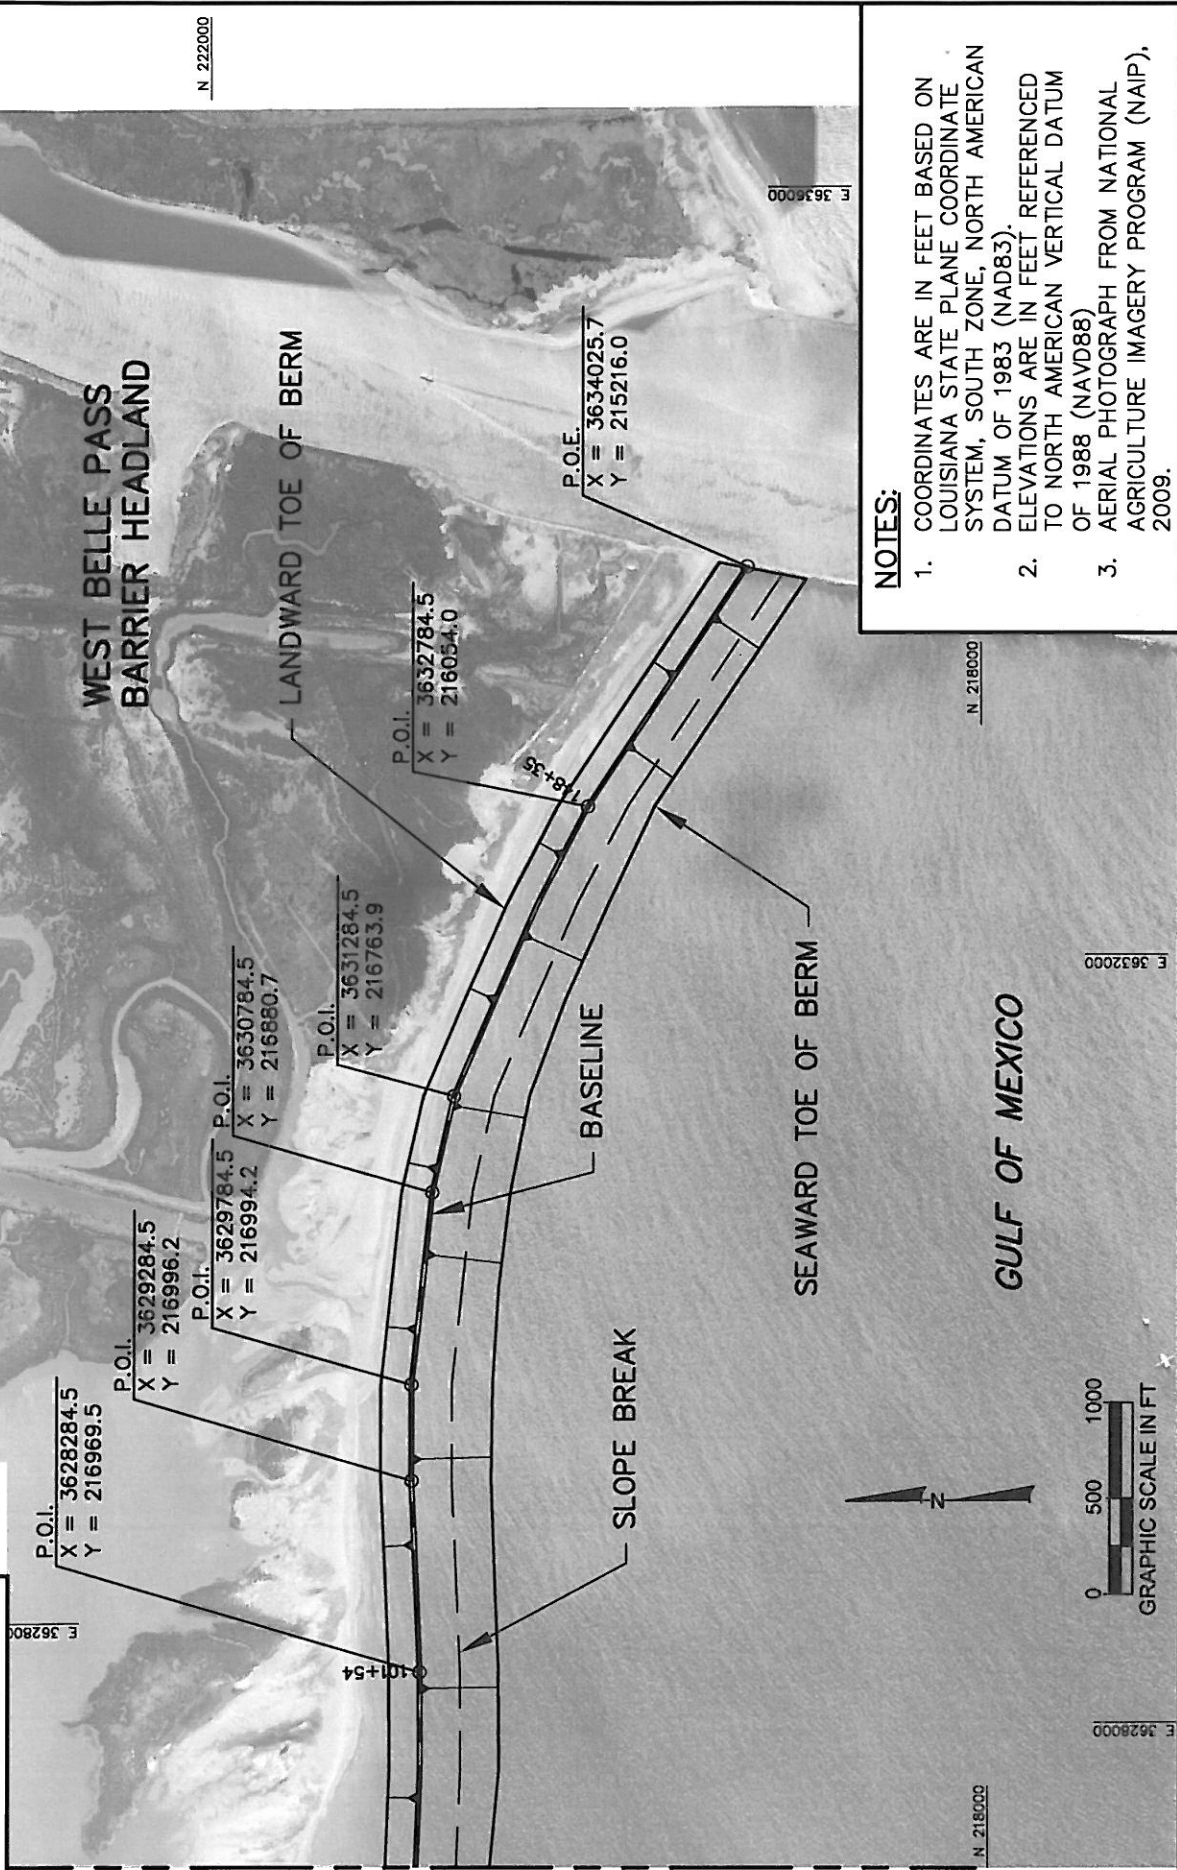 N 222000
WEST BELLE PASS
BARRIER HEADLAND
LANDWARD TOE OF BERM
E 3636000
P.O.I.
X = 3628284.5
Y = 216969.5
P.O.I.
X = 3629284.5
Y = 216996.2
P.O.I.
X = 3629784.5
Y = 216994.2
P.O.I.
X = 3630784.5
Y = 216880.7
P.O.I.
X = 3631284.5
Y = 216763.9
P.O.I.
X = 3632784.5
Y = 216054.0
P.O.E.
X = 3634025.7
Y = 215216.0
101+54
148+35
BASELINE
SLOPE BREAK
SEAWARD TOE OF BERM
GULF OF MEXICO
N 218000
N 218000
E 3628000
E 3632000
N
0 500 1000
GRAPHIC SCALE IN FT
NOTES:
1. COORDINATES ARE IN FEET BASED ON
LOUISIANA STATE PLANE COORDINATE
SYSTEM, SOUTH ZONE, NORTH AMERICAN
DATUM OF 1983 (NAD83).
2. ELEVATIONS ARE IN FEET REFERENCED
TO NORTH AMERICAN VERTICAL DATUM
OF 1988 (NAVD88)
3. AERIAL PHOTOGRAPH FROM NATIONAL
AGRICULTURE IMAGERY PROGRAM (NAIP),
2009.